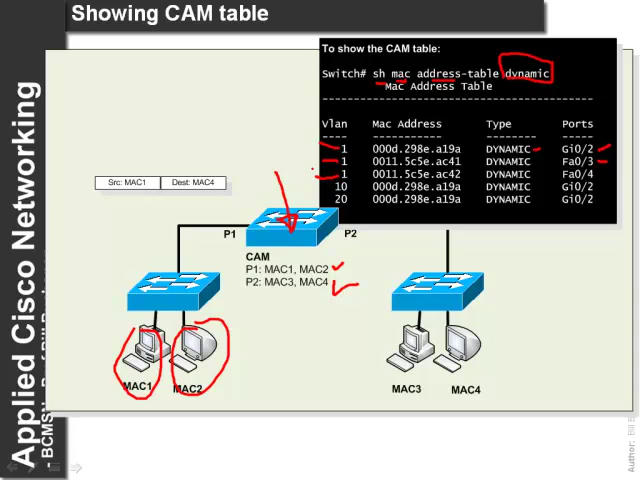 Showing CAM table
To show the CAM table:
Switch# sh mac address-table dynamic
Mac Address Table
Vlan Mac Address Type Ports
1 000d.298e.a19a DYNAMIC Gi0/2
1 0011.5c5e.ac41 DYNAMIC Fa0/3
1 0011.5c5e.ac42 DYNAMIC Fa0/4
10 000d.298e.a19a DYNAMIC Gi0/2
20 000d.298e.a19a DYNAMIC Gi0/2
Src: MAC1 Dest: MAC4
P1 P2
CAM
P1: MAC1, MAC2
P2: MAC3, MAC4
MAC1 MAC2 MAC3 MAC4
Applied Cisco Networking
- BCMSN
Author: Bill